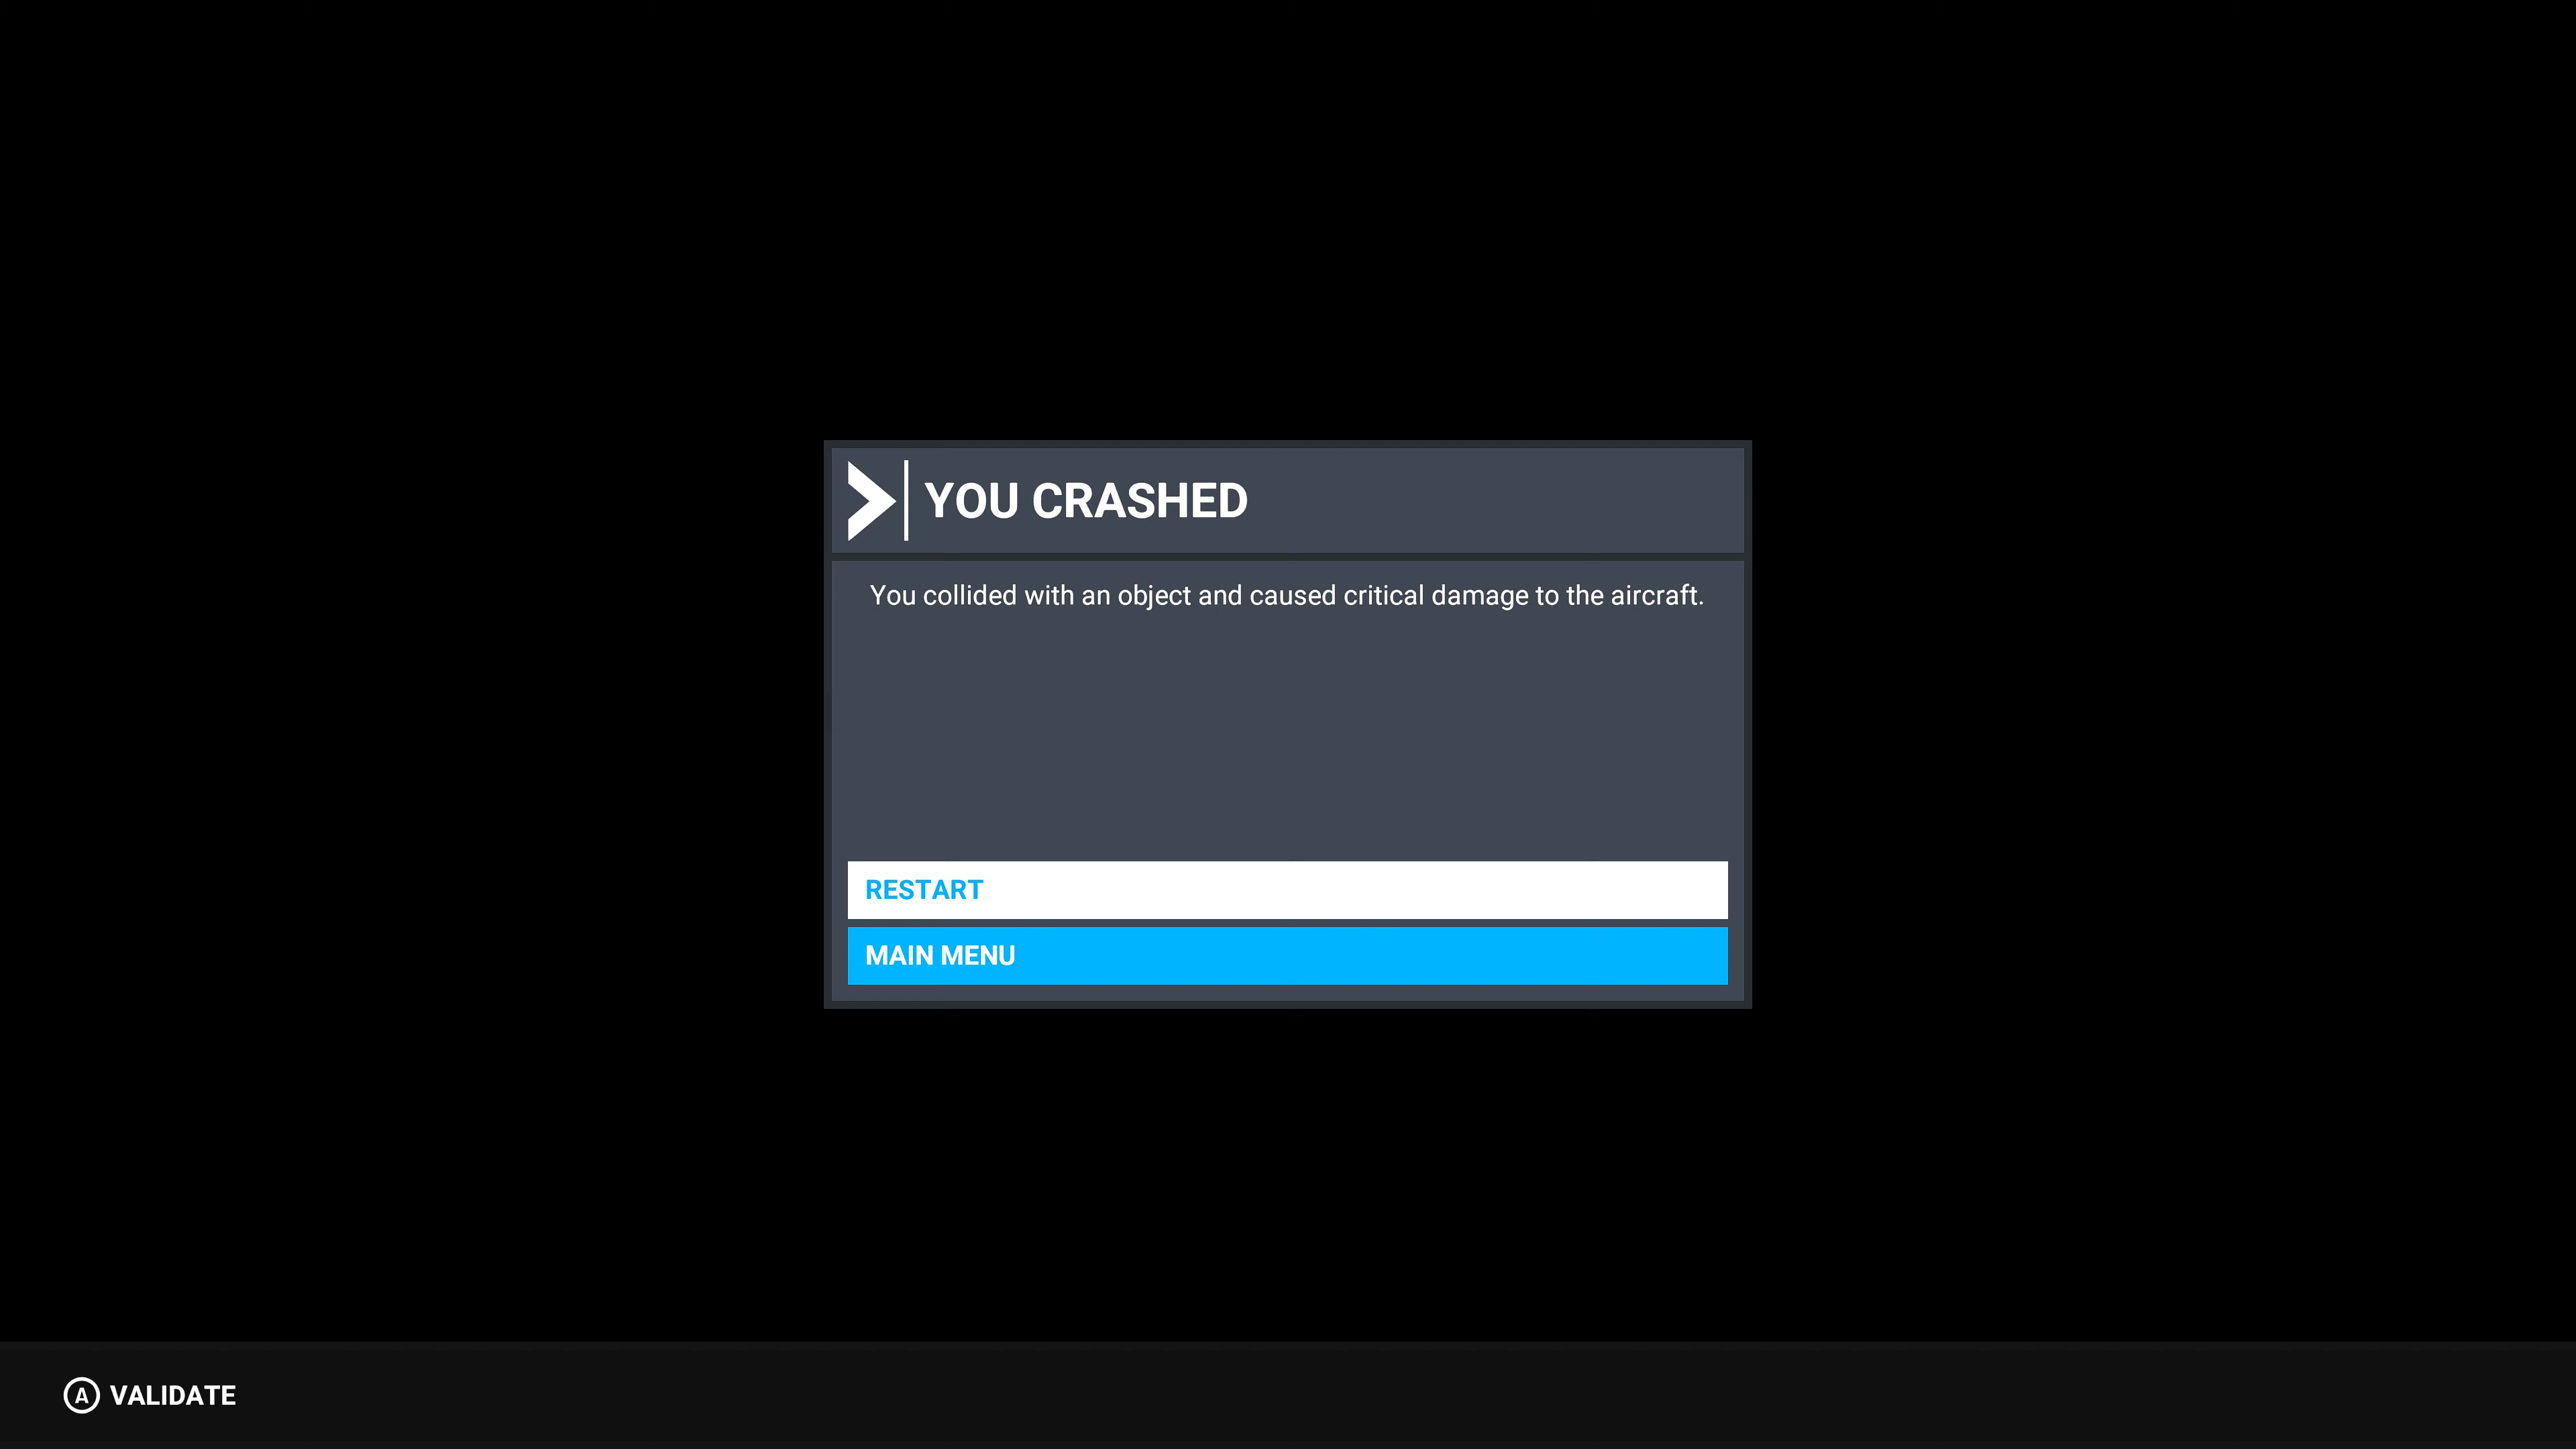 YOU CRASHED
You collided with an object and caused critical damage to the aircraft.
RESTART
MAIN MENU
A VALIDATE